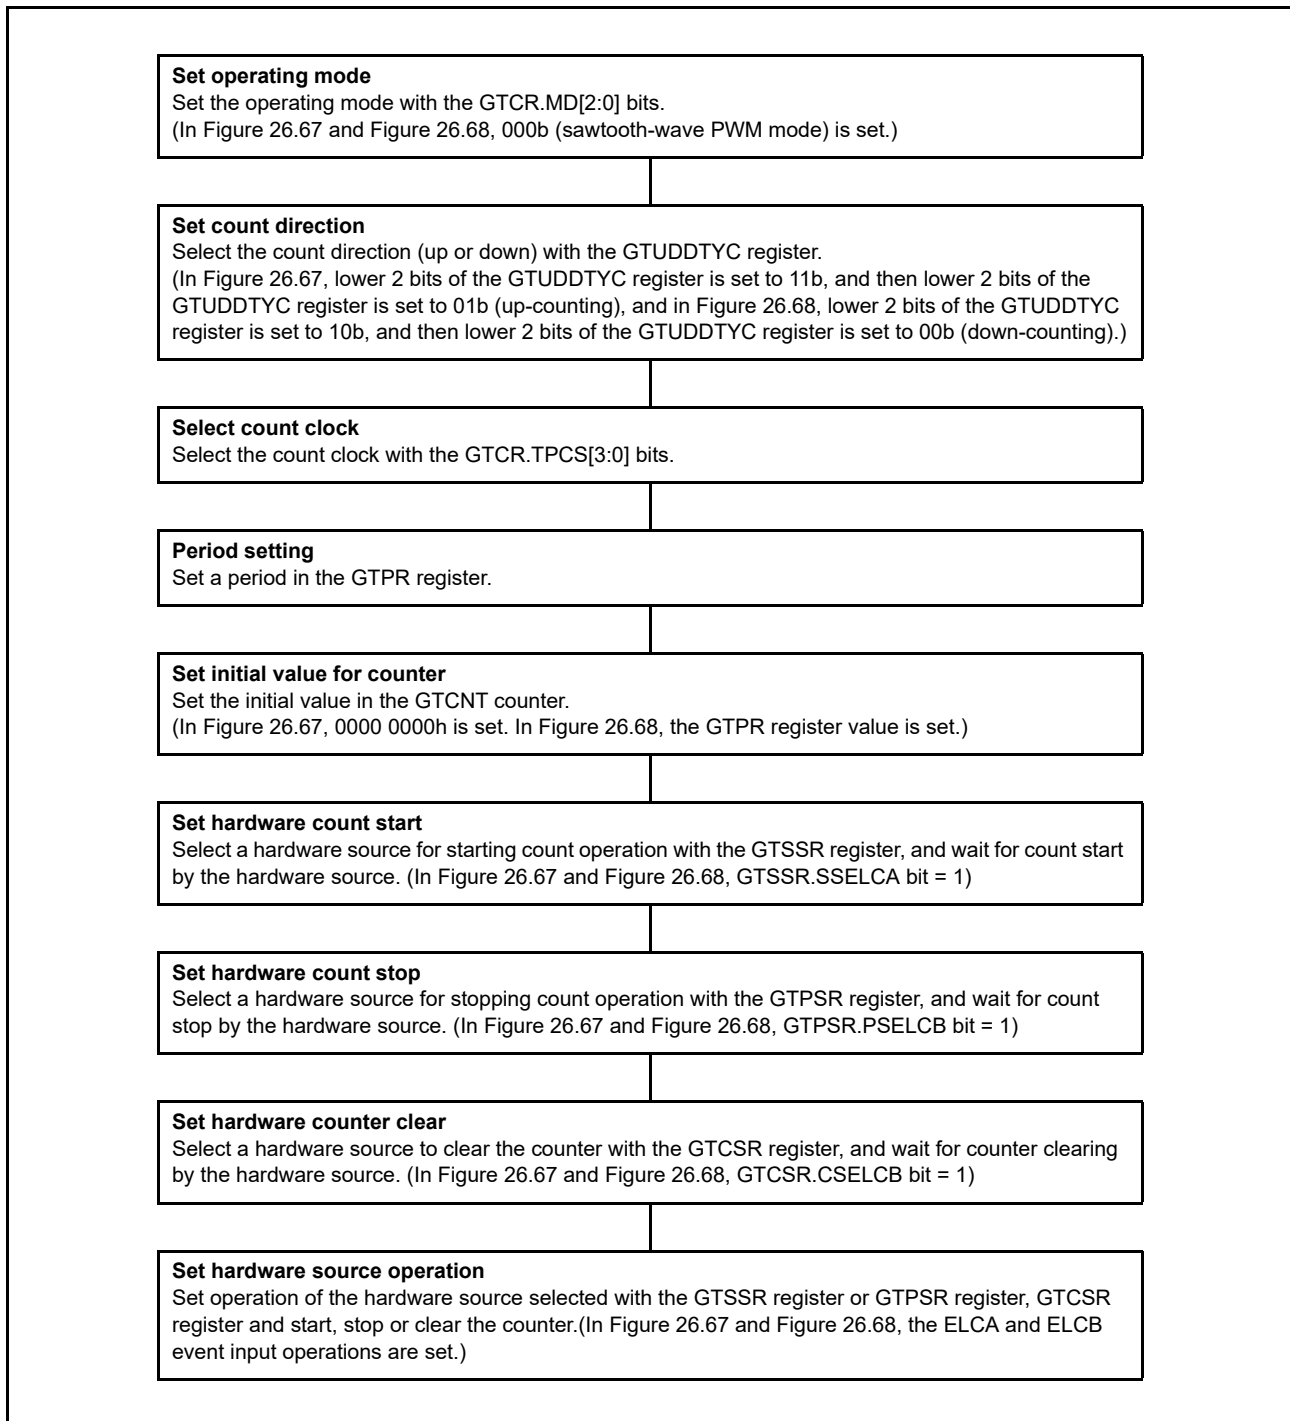 Set operating mode
Set the operating mode with the GTCR.MD[2:0] bits.
(In Figure 26.67 and Figure 26.68, 000b (sawtooth-wave PWM mode) is set.)
Set count direction
Select the count direction (up or down) with the GTUDDTYC register.
(In Figure 26.67, lower 2 bits of the GTUDDTYC register is set to 11b, and then lower 2 bits of the
GTUDDTYC register is set to 01b (up-counting), and in Figure 26.68, lower 2 bits of the GTUDDTYC
register is set to 10b, and then lower 2 bits of the GTUDDTYC register is set to 00b (down-counting).)
Select count clock
Select the count clock with the GTCR.TPCS[3:0] bits.
Period setting
Set a period in the GTPR register.
Set initial value for counter
Set the initial value in the GTCNT counter.
(In Figure 26.67, 0000 0000h is set. In Figure 26.68, the GTPR register value is set.)
Set hardware count start
Select a hardware source for starting count operation with the GTSSR register, and wait for count start
by the hardware source. (In Figure 26.67 and Figure 26.68, GTSSR.SSELCA bit = 1)
Set hardware count stop
Select a hardware source for stopping count operation with the GTPSR register, and wait for count
stop by the hardware source. (In Figure 26.67 and Figure 26.68, GTPSR.PSELCB bit = 1)
Set hardware counter clear
Select a hardware source to clear the counter with the GTCSR register, and wait for counter clearing
by the hardware source. (In Figure 26.67 and Figure 26.68, GTCSR.CSELCB bit = 1)
Set hardware source operation
Set operation of the hardware source selected with the GTSSR register or GTPSR register, GTCSR
register and start, stop or clear the counter.(In Figure 26.67 and Figure 26.68, the ELCA and ELCB
event input operations are set.)